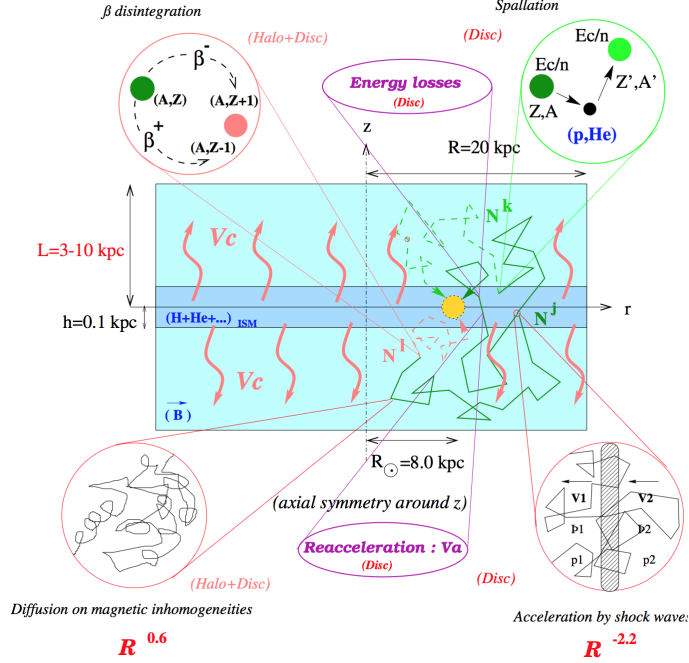 β disintegration
Spallation
(Halo+Disc)
(Disc)
β⁻
(A,Z)
(A,Z+1)
β⁺
(A,Z-1)
Energy losses
(Disc)
Ec/n
Ec/n
Z',A'
Z,A
(p,He)
z
R=20 kpc
L=3-10 kpc
Vc
N^k
h=0.1 kpc
(H+He+...) ISM
r
N^j
N^l
Vc
(B)
R☉=8.0 kpc
(axial symmetry around z)
V1
V2
Þ1
Þ2
p1
p2
Reacceleration : Va
(Disc)
(Halo+Disc)
(Disc)
Diffusion on magnetic inhomogeneities
Acceleration by shock waves
R^0.6
R^-2.2